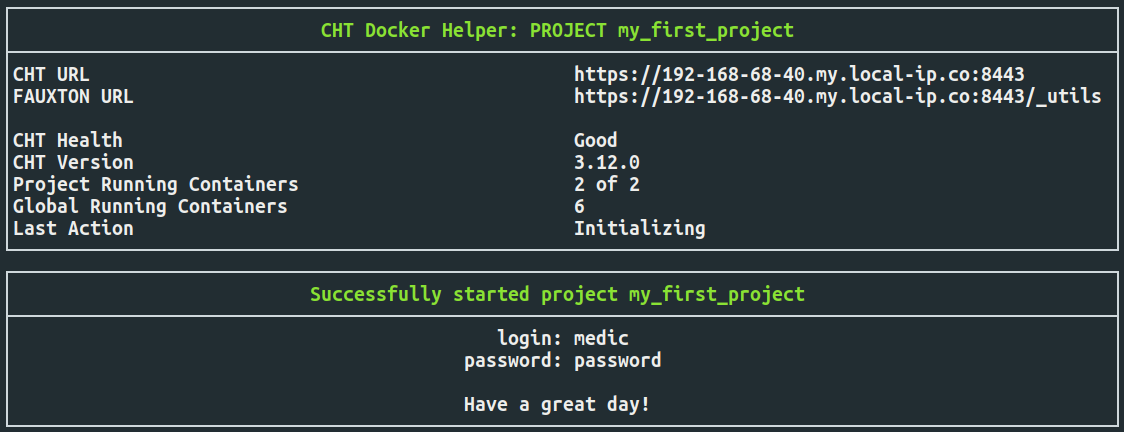 CHT Docker Helper: PROJECT my_first_project
CHT URL https://192-168-68-40.my.local-ip.co:8443
FAUXTON URL https://192-168-68-40.my.local-ip.co:8443/_utils
CHT Health Good
CHT Version 3.12.0
Project Running Containers 2 of 2
Global Running Containers 6
Last Action Initializing
Successfully started project my_first_project
login: medic
password: password
Have a great day!